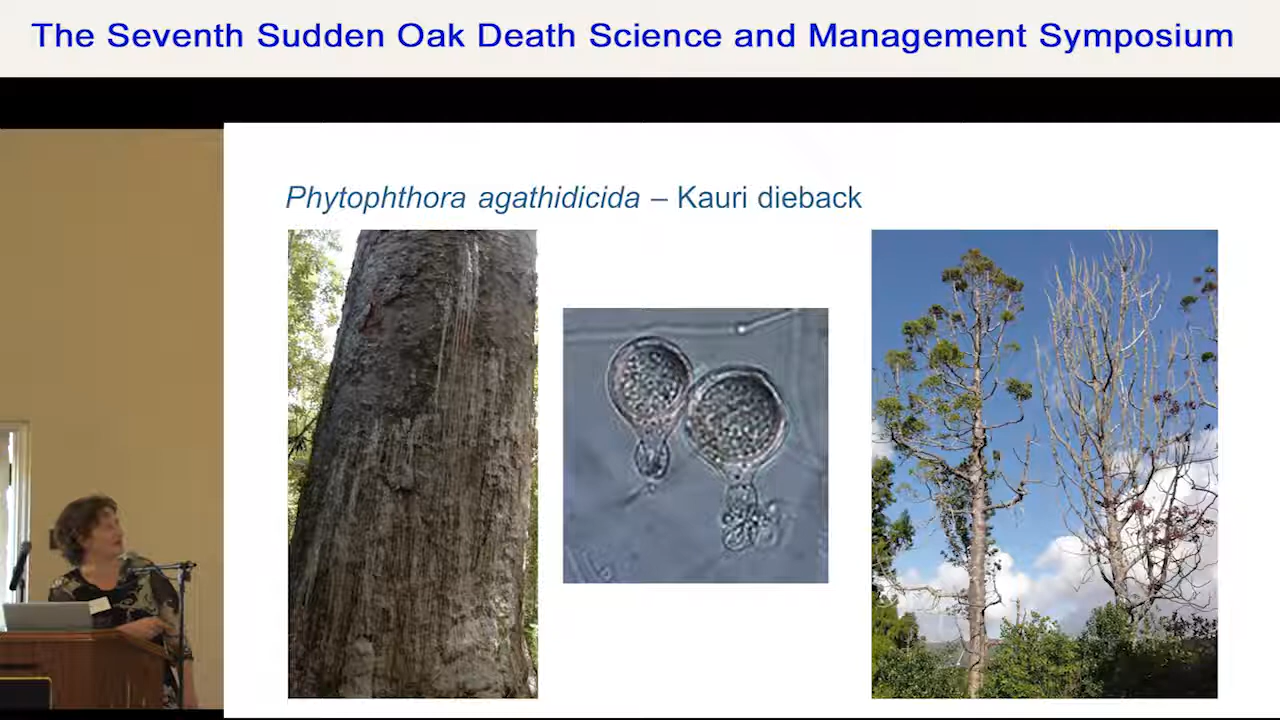 The Seventh Sudden Oak Death Science and Management Symposium
Phytophthora agathidicida – Kauri dieback